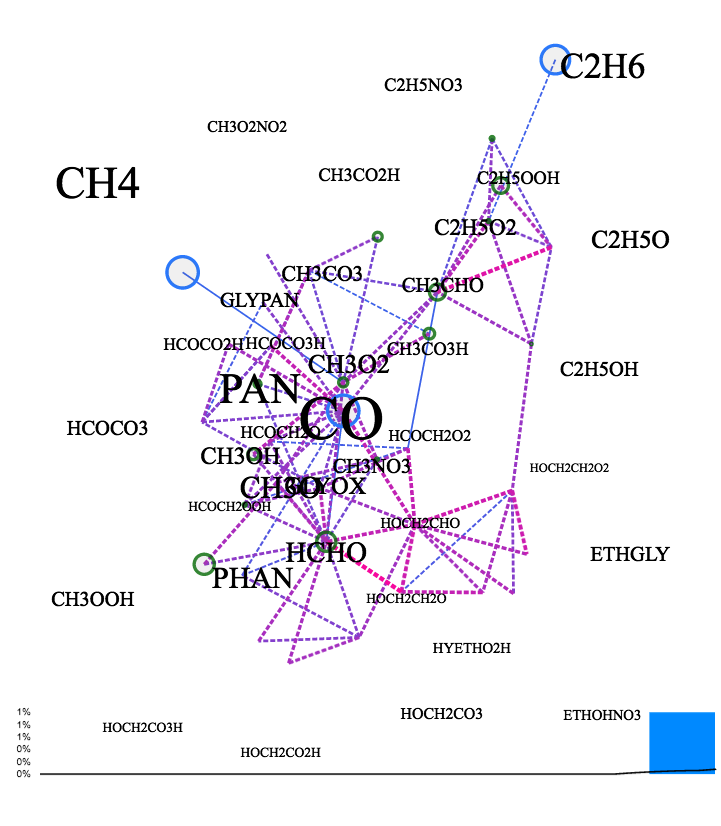 C2H6
C2H5NO3
CH3O2NO2
CH3CO2H
C2H5OOH
CH4
C2H5O2
C2H5O
CH3CO3
CH3CHO
GLYPAN
HCOCO2H
HCOCO3H
CH3CO3H
CH3O2
C2H5OH
PAN
CO
HCOCO3
HCOCH2O
HCOCH2O2
CH3OH
CH3NO3
HOCH2CH2O2
CH3O
GLYOX
HCOCH2OOH
HOCH2CHO
HCHO
ETHGLY
PHAN
CH3OOH
HOCH2CH2O
HYETHO2H
HOCH2CO3
ETHOHNO3
HOCH2CO3H
HOCH2CO2H
1%
1%
1%
0%
0%
0%